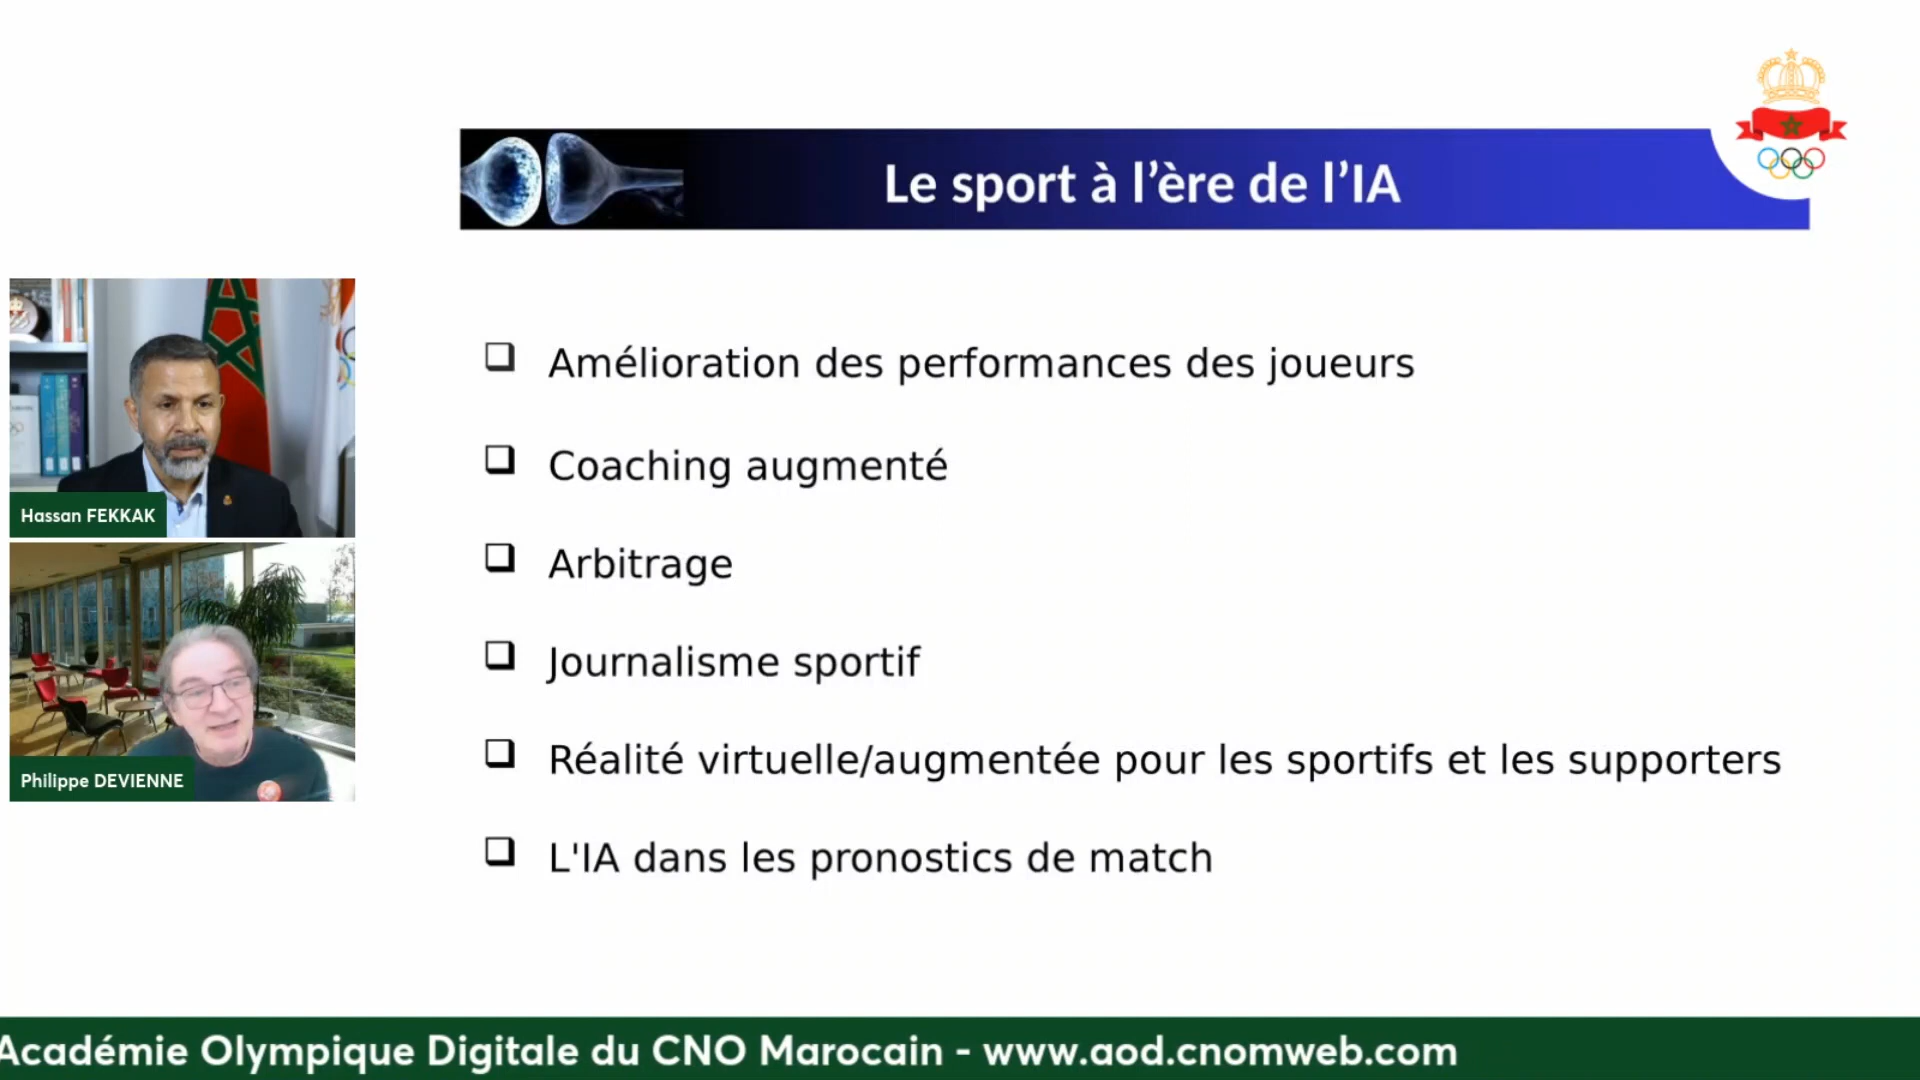 Le sport à l’ère de l’IA
Amélioration des performances des joueurs
Coaching augmenté
Arbitrage
Journalisme sportif
Réalité virtuelle/augmentée pour les sportifs et les supporters
L'IA dans les pronostics de match
Hassan FEKKAK
Philippe DEVIENNE
Académie Olympique Digitale du CNO Marocain - www.aod.cnomweb.com